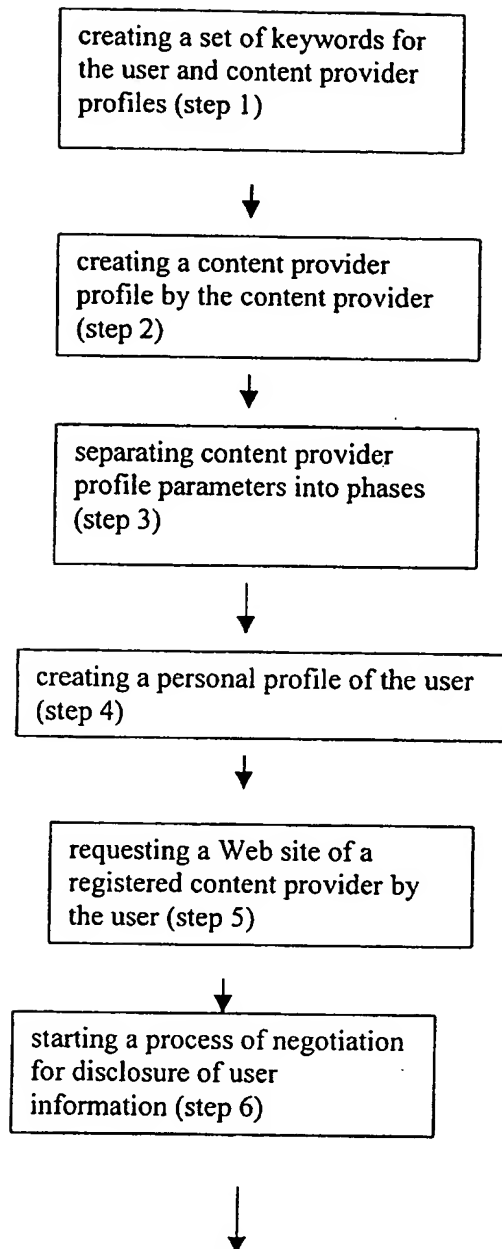 creating a set of keywords for
the user and content provider
profiles (step 1)
creating a content provider
profile by the content provider
(step 2)
separating content provider
profile parameters into phases
(step 3)
creating a personal profile of the user
(step 4)
requesting a Web site of a
registered content provider by
the user (step 5)
starting a process of negotiation
for disclosure of user
information (step 6)